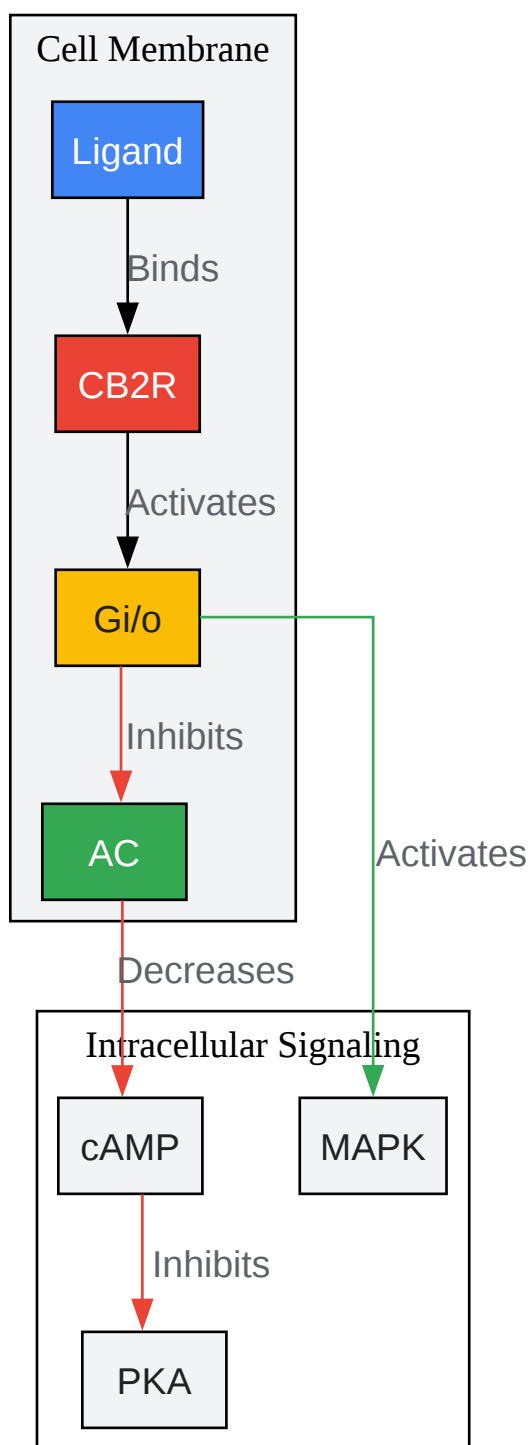 Cell Membrane
Ligand
Binds
CB2R
Activates
Gi/o
Inhibits
AC
Activates
Decreases
Intracellular Signaling
cAMP
MAPK
Inhibits
PKA